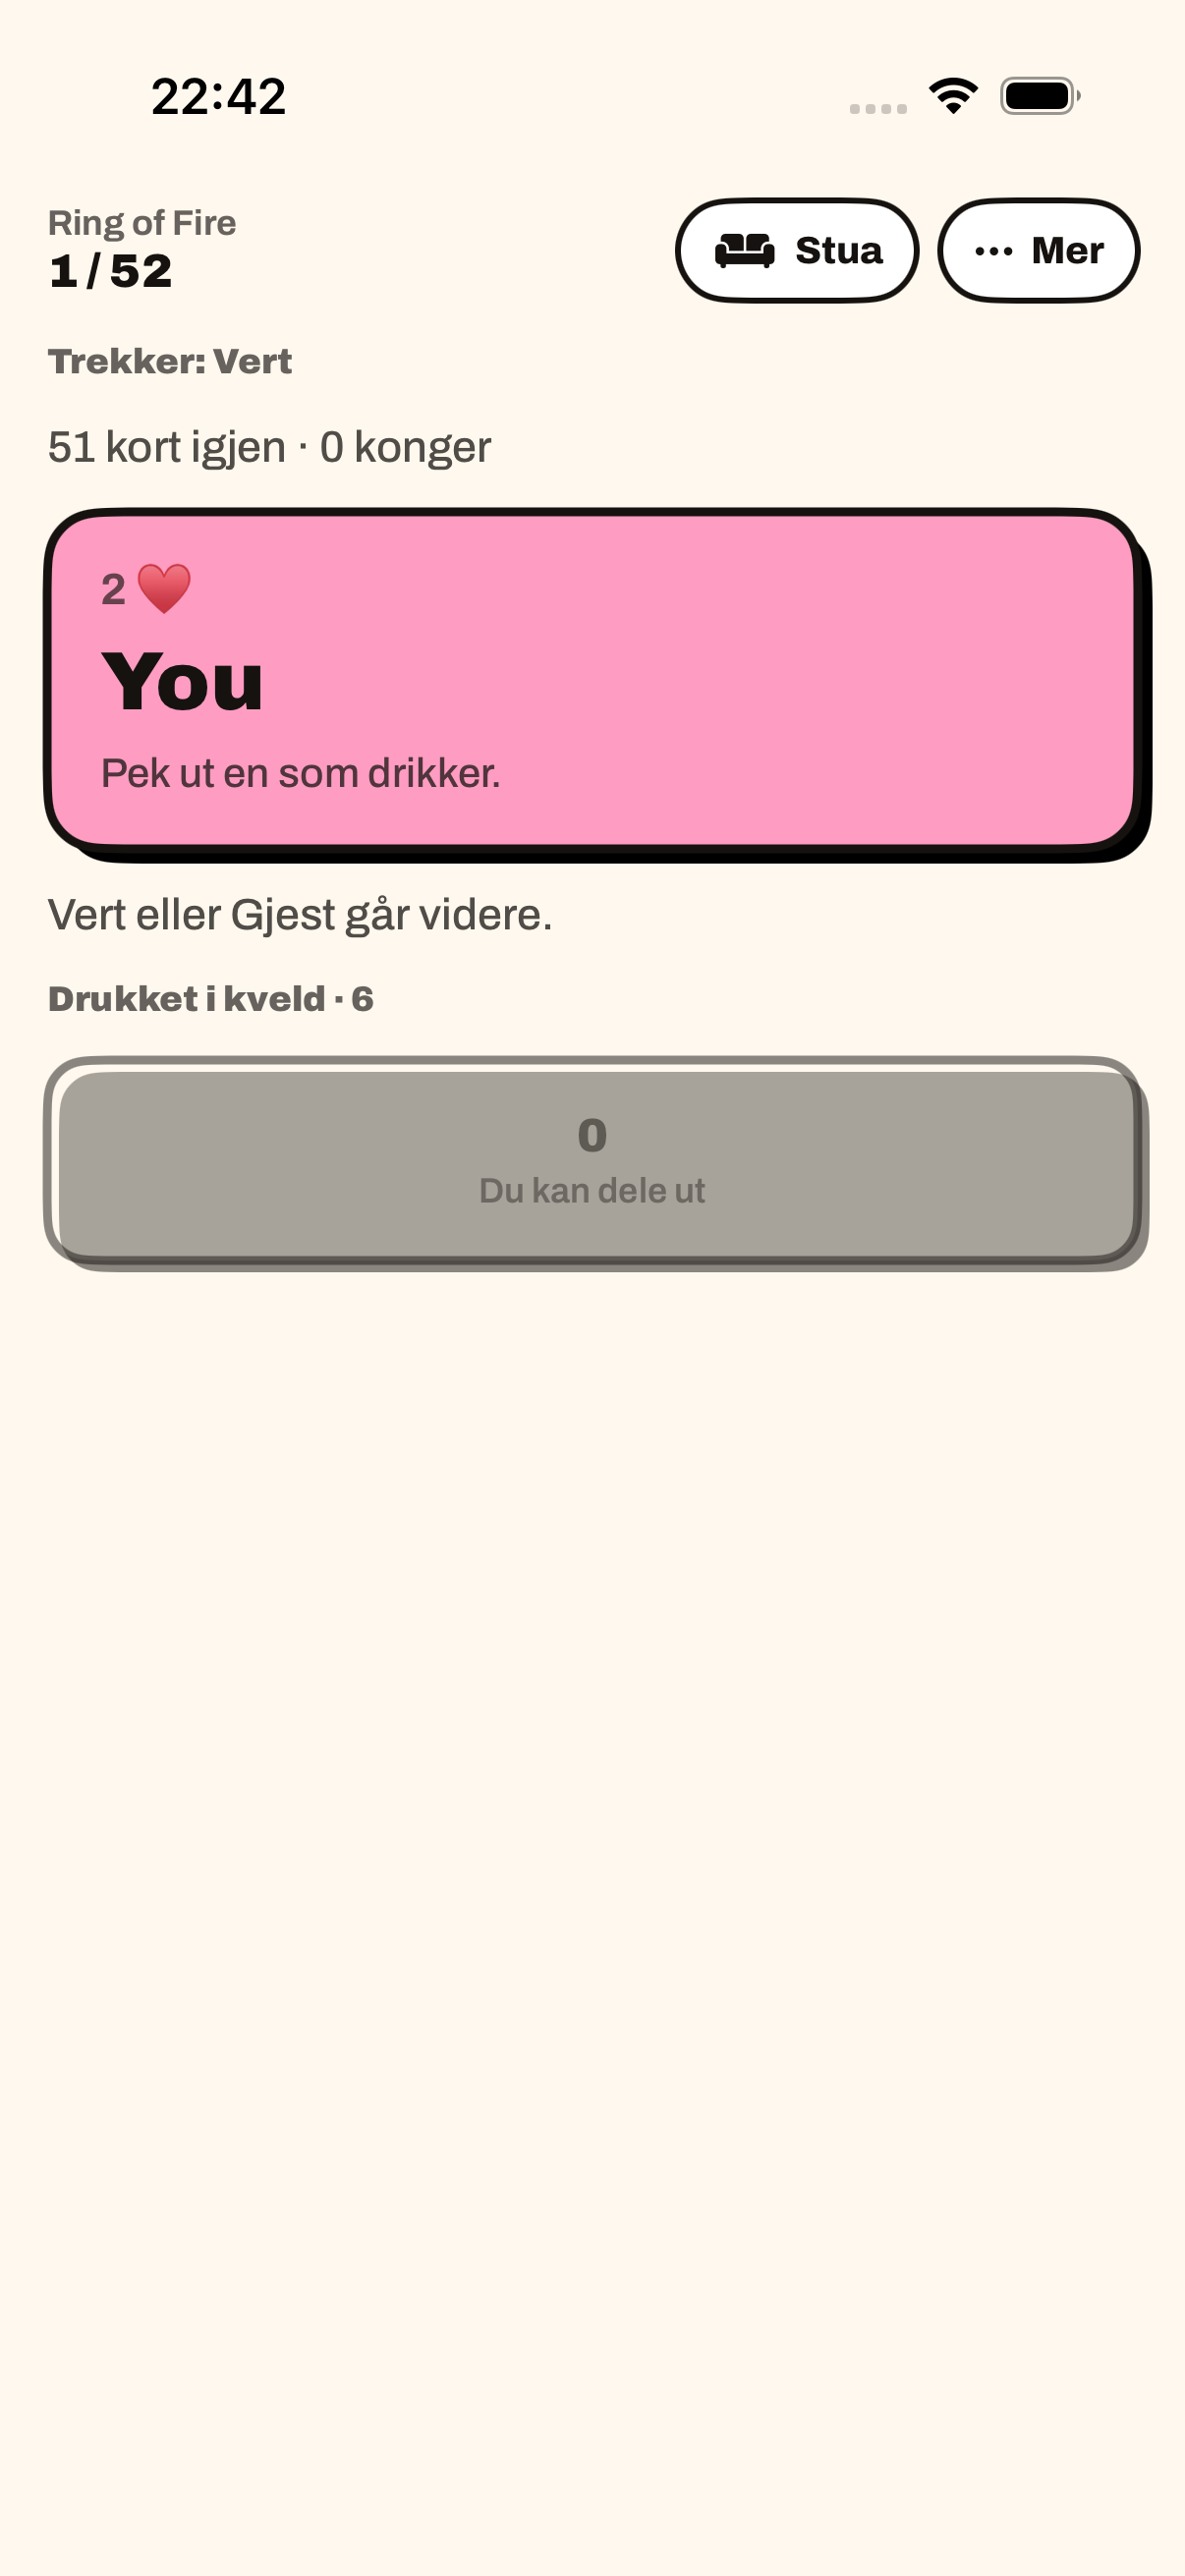 22:42
Ring of Fire
1/52
Stua
Mer
Trekker: Vert
51 kort igjen · 0 konger
2
You
Pek ut en som drikker.
Vert eller Gjest går videre.
Drukket i kveld · 6
0
Du kan dele ut